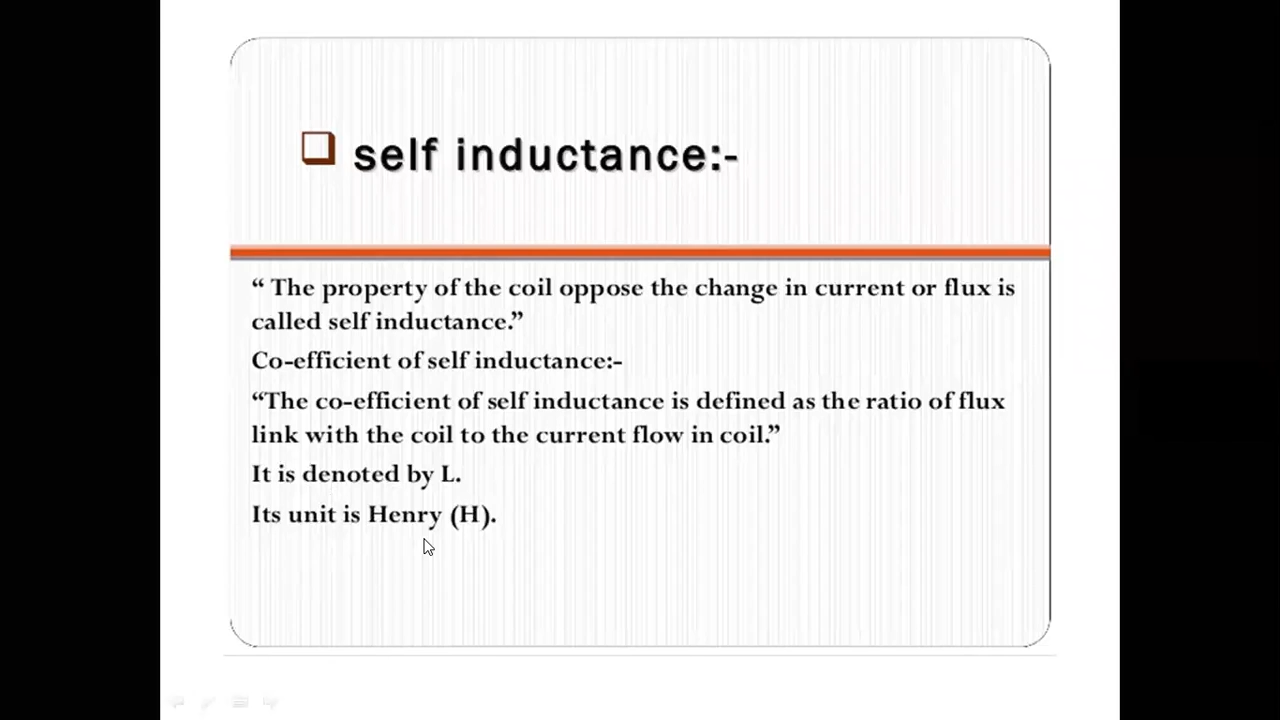 self inductance:-
“ The property of the coil oppose the change in current or flux is
called self inductance.”
Co-efficient of self inductance:-
“The co-efficient of self inductance is defined as the ratio of flux
link with the coil to the current flow in coil.”
It is denoted by L.
Its unit is Henry (H).